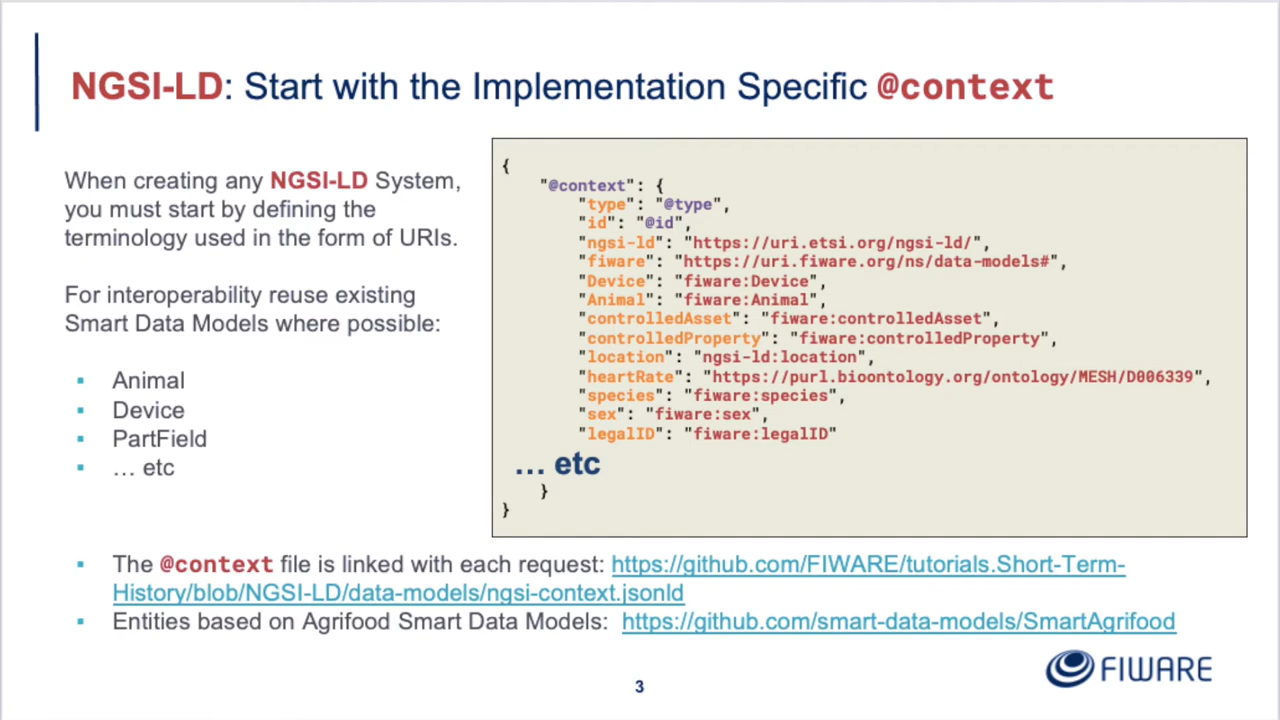 NGSI-LD: Start with the Implementation Specific @context
When creating any NGSI-LD System,
you must start by defining the
terminology used in the form of URIs.
For interoperability reuse existing
Smart Data Models where possible:
▪ Animal
▪ Device
▪ PartField
▪ … etc
{
"@context": {
"type": "@type",
"id": "@id",
"ngsi-ld": "https://uri.etsi.org/ngsi-ld/",
"fiware": "https://uri.fiware.org/ns/data-models#",
"Device": "fiware:Device",
"Animal": "fiware:Animal",
"controlledAsset": "fiware:controlledAsset",
"controlledProperty": "fiware:controlledProperty",
"location": "ngsi-ld:location",
"heartRate": "https://purl.bioontology.org/ontology/MESH/D006339",
"species": "fiware:species",
"sex": "fiware:sex",
"legalID": "fiware:legalID"
… etc
}
}
▪ The @context file is linked with each request: https://github.com/FIWARE/tutorials.Short-Term-
History/blob/NGSI-LD/data-models/ngsi-context.jsonld
▪ Entities based on Agrifood Smart Data Models: https://github.com/smart-data-models/SmartAgrifood
FIWARE
3